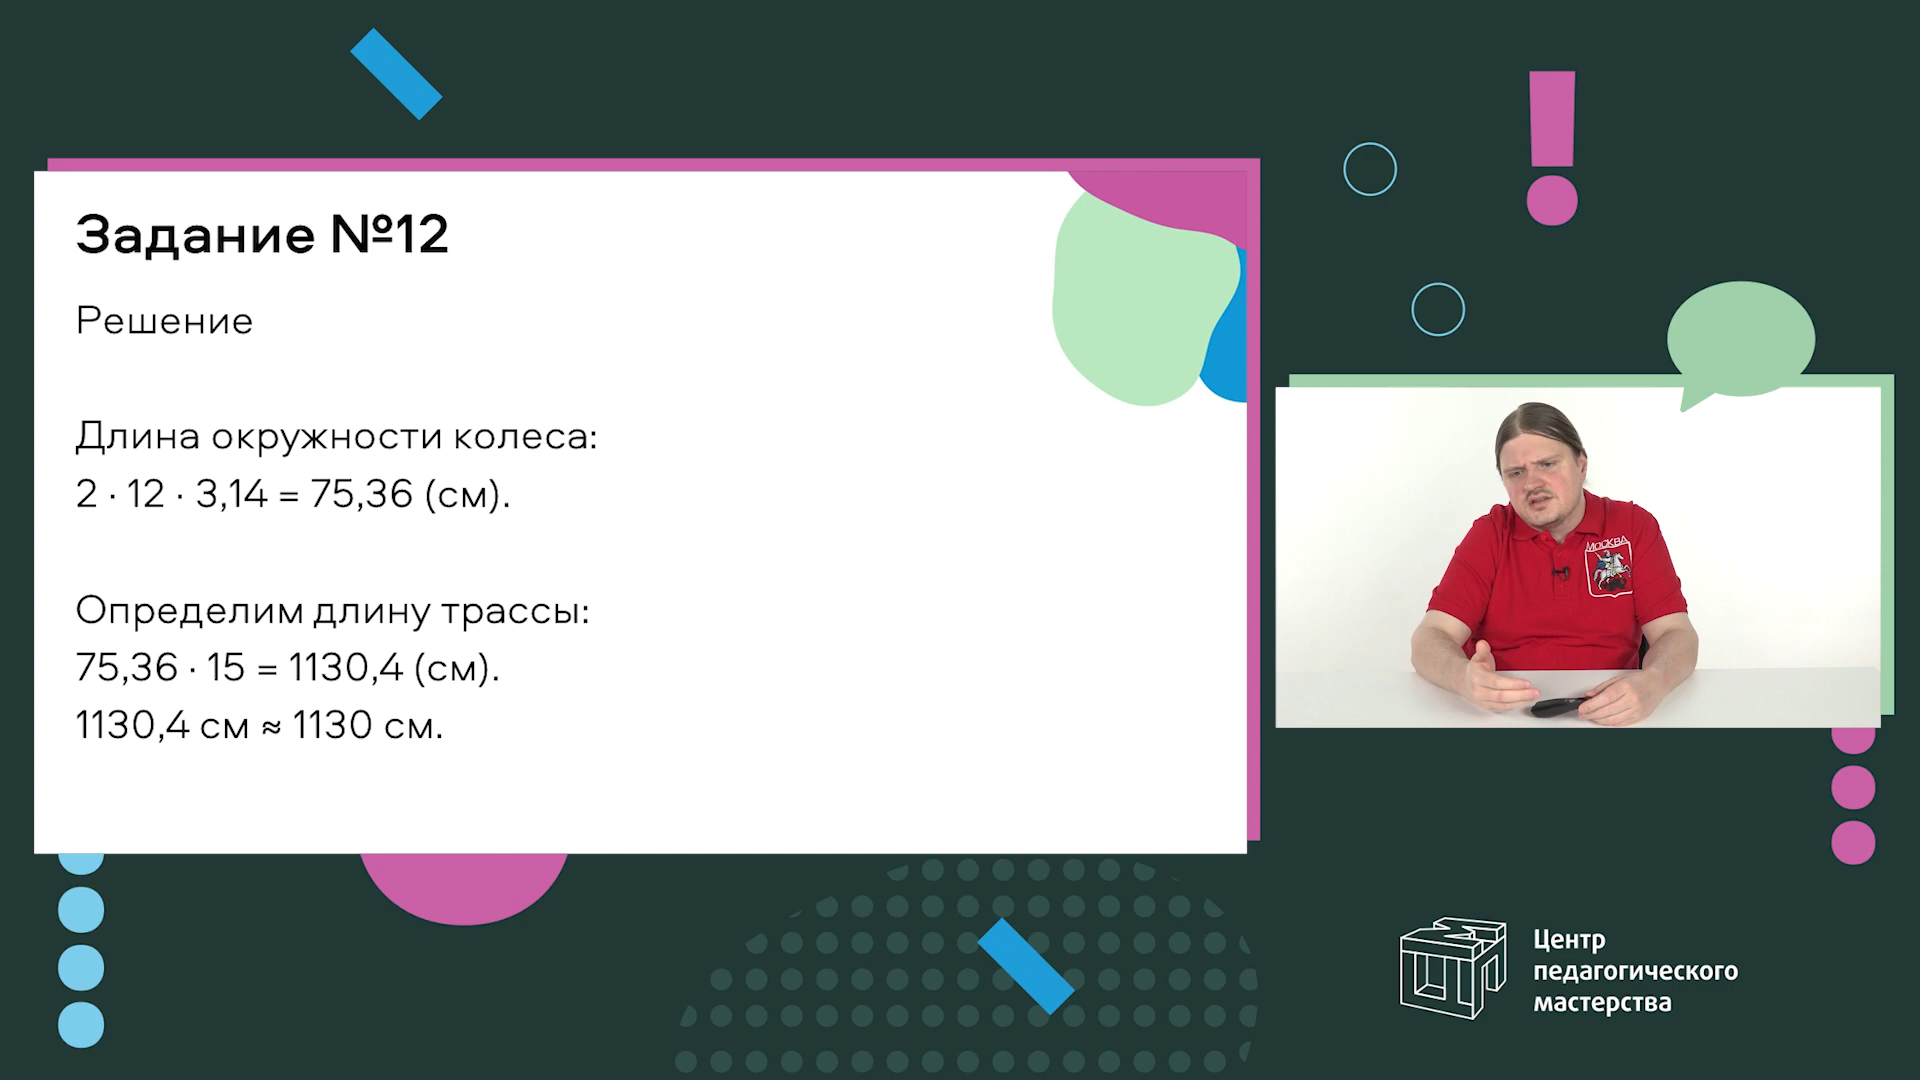 Задание №12
Решение
Длина окружности колеса:
2 · 12 · 3,14 = 75,36 (см).
Определим длину трассы:
75,36 · 15 = 1130,4 (см).
1130,4 см ≈ 1130 см.
МОСКВА
Центр
педагогического
мастерства